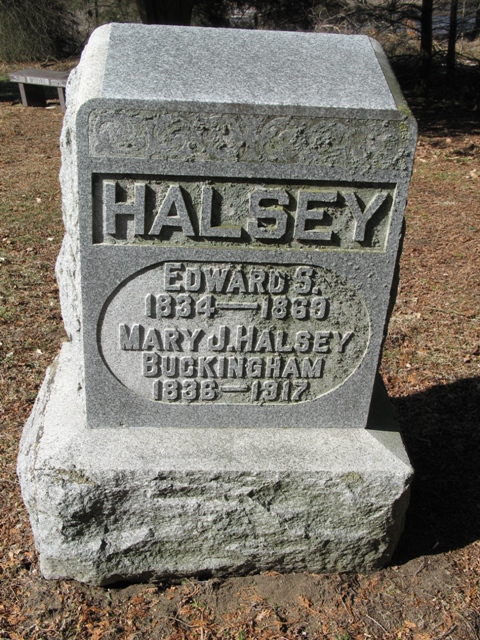 HALSEY
EDWARD S.
1834—1869
MARY J. HALSEY
BUCKINGHAM
1836—1917